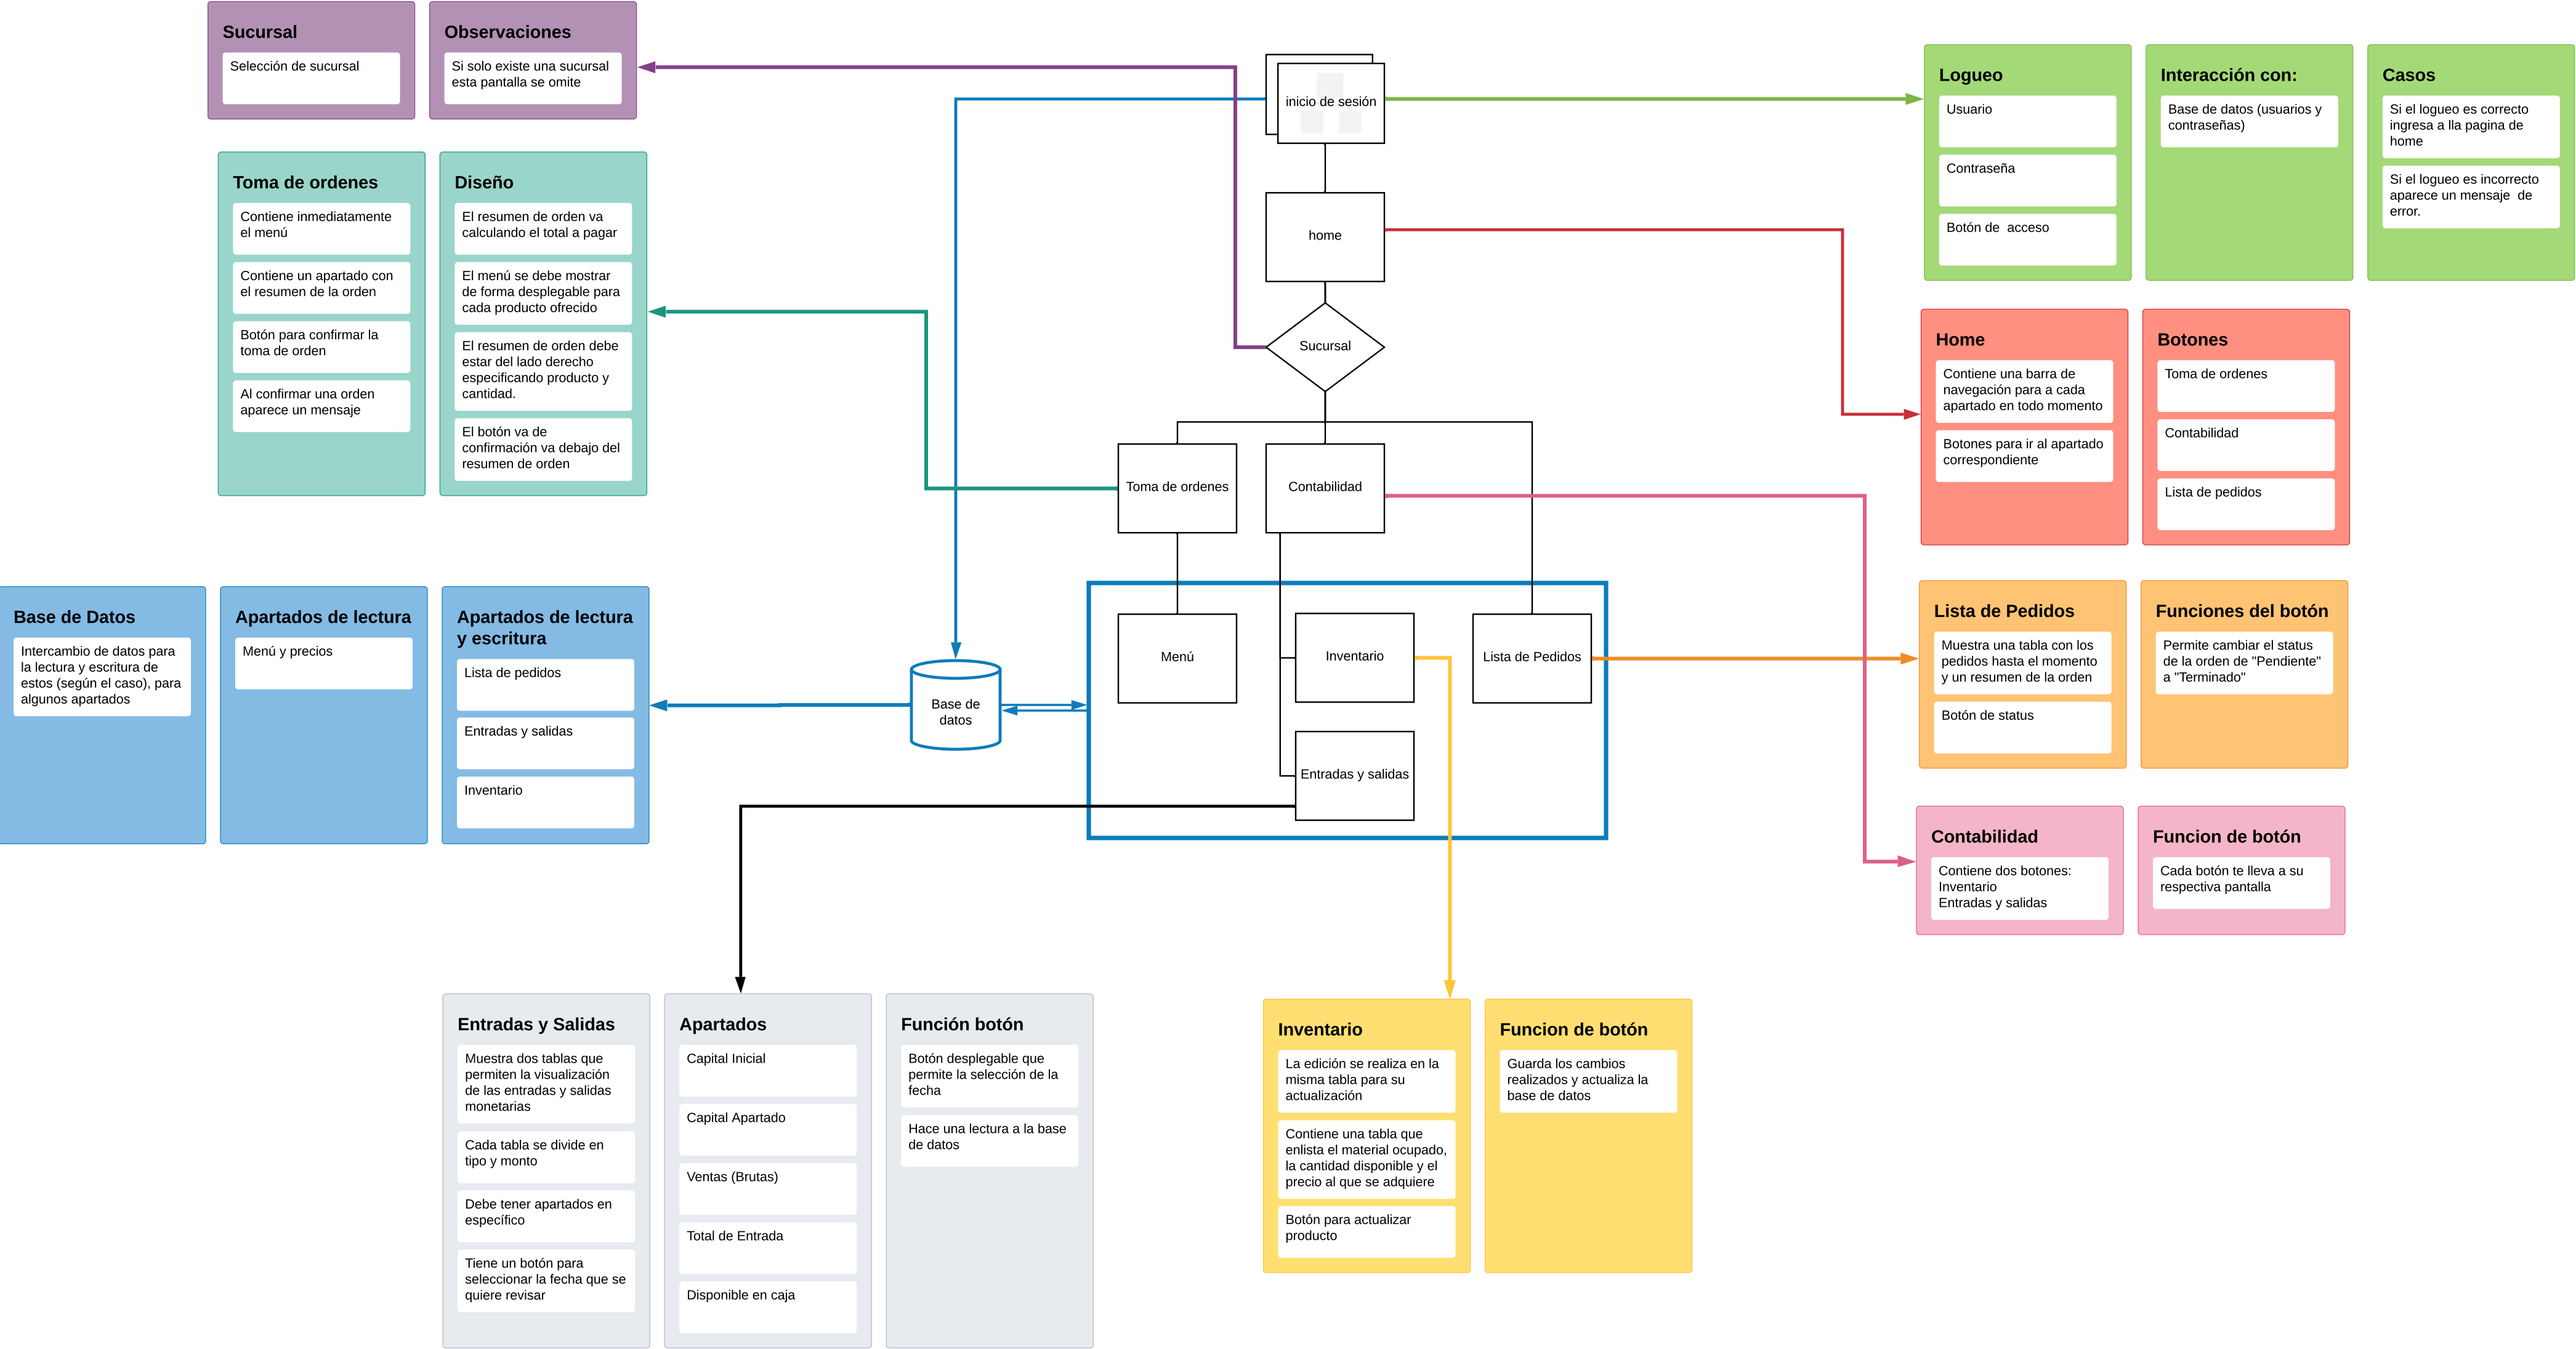 Sucursal
Selección de sucursal
Observaciones
Si solo existe una sucursal
esta pantalla se omite
Toma de ordenes
Contiene inmediatamente
el menú
Contiene un apartado con
el resumen de la orden
Botón para confirmar la
toma de orden
Al confirmar una orden
aparece un mensaje
Diseño
El resumen de orden va
calculando el total a pagar
El menú se debe mostrar
de forma desplegable para
cada producto ofrecido
El resumen de orden debe
estar del lado derecho
especificando producto y
cantidad.
El botón va de
confirmación va debajo del
resumen de orden
Base de Datos
Intercambio de datos para
la lectura y escritura de
estos (según el caso), para
algunos apartados
Apartados de lectura
Menú y precios
Apartados de lectura
y escritura
Lista de pedidos
Entradas y salidas
Inventario
inicio de sesión
home
Sucursal
Toma de ordenes
Contabilidad
Menú
Inventario
Lista de Pedidos
Entradas y salidas
Base de
datos
Logueo
Usuario
Contraseña
Botón de  acceso
Interacción con:
Base de datos (usuarios y
contraseñas)
Casos
Si el logueo es correcto
ingresa a lla pagina de
home
Si el logueo es incorrecto
aparece un mensaje  de
error.
Home
Contiene una barra de
navegación para a cada
apartado en todo momento
Botones para ir al apartado
correspondiente
Botones
Toma de ordenes
Contabilidad
Lista de pedidos
Lista de Pedidos
Muestra una tabla con los
pedidos hasta el momento
y un resumen de la orden
Botón de status
Funciones del botón
Permite cambiar el status
de la orden de "Pendiente"
a "Terminado"
Contabilidad
Contiene dos botones:
Inventario
Entradas y salidas
Funcion de botón
Cada botón te lleva a su
respectiva pantalla
Entradas y Salidas
Muestra dos tablas que
permiten la visualización
de las entradas y salidas
monetarias
Cada tabla se divide en
tipo y monto
Debe tener apartados en
específico
Tiene un botón para
seleccionar la fecha que se
quiere revisar
Apartados
Capital Inicial
Capital Apartado
Ventas (Brutas)
Total de Entrada
Disponible en caja
Función botón
Botón desplegable que
permite la selección de la
fecha
Hace una lectura a la base
de datos
Inventario
La edición se realiza en la
misma tabla para su
actualización
Contiene una tabla que
enlista el material ocupado,
la cantidad disponible y el
precio al que se adquiere
Botón para actualizar
producto
Funcion de botón
Guarda los cambios
realizados y actualiza la
base de datos